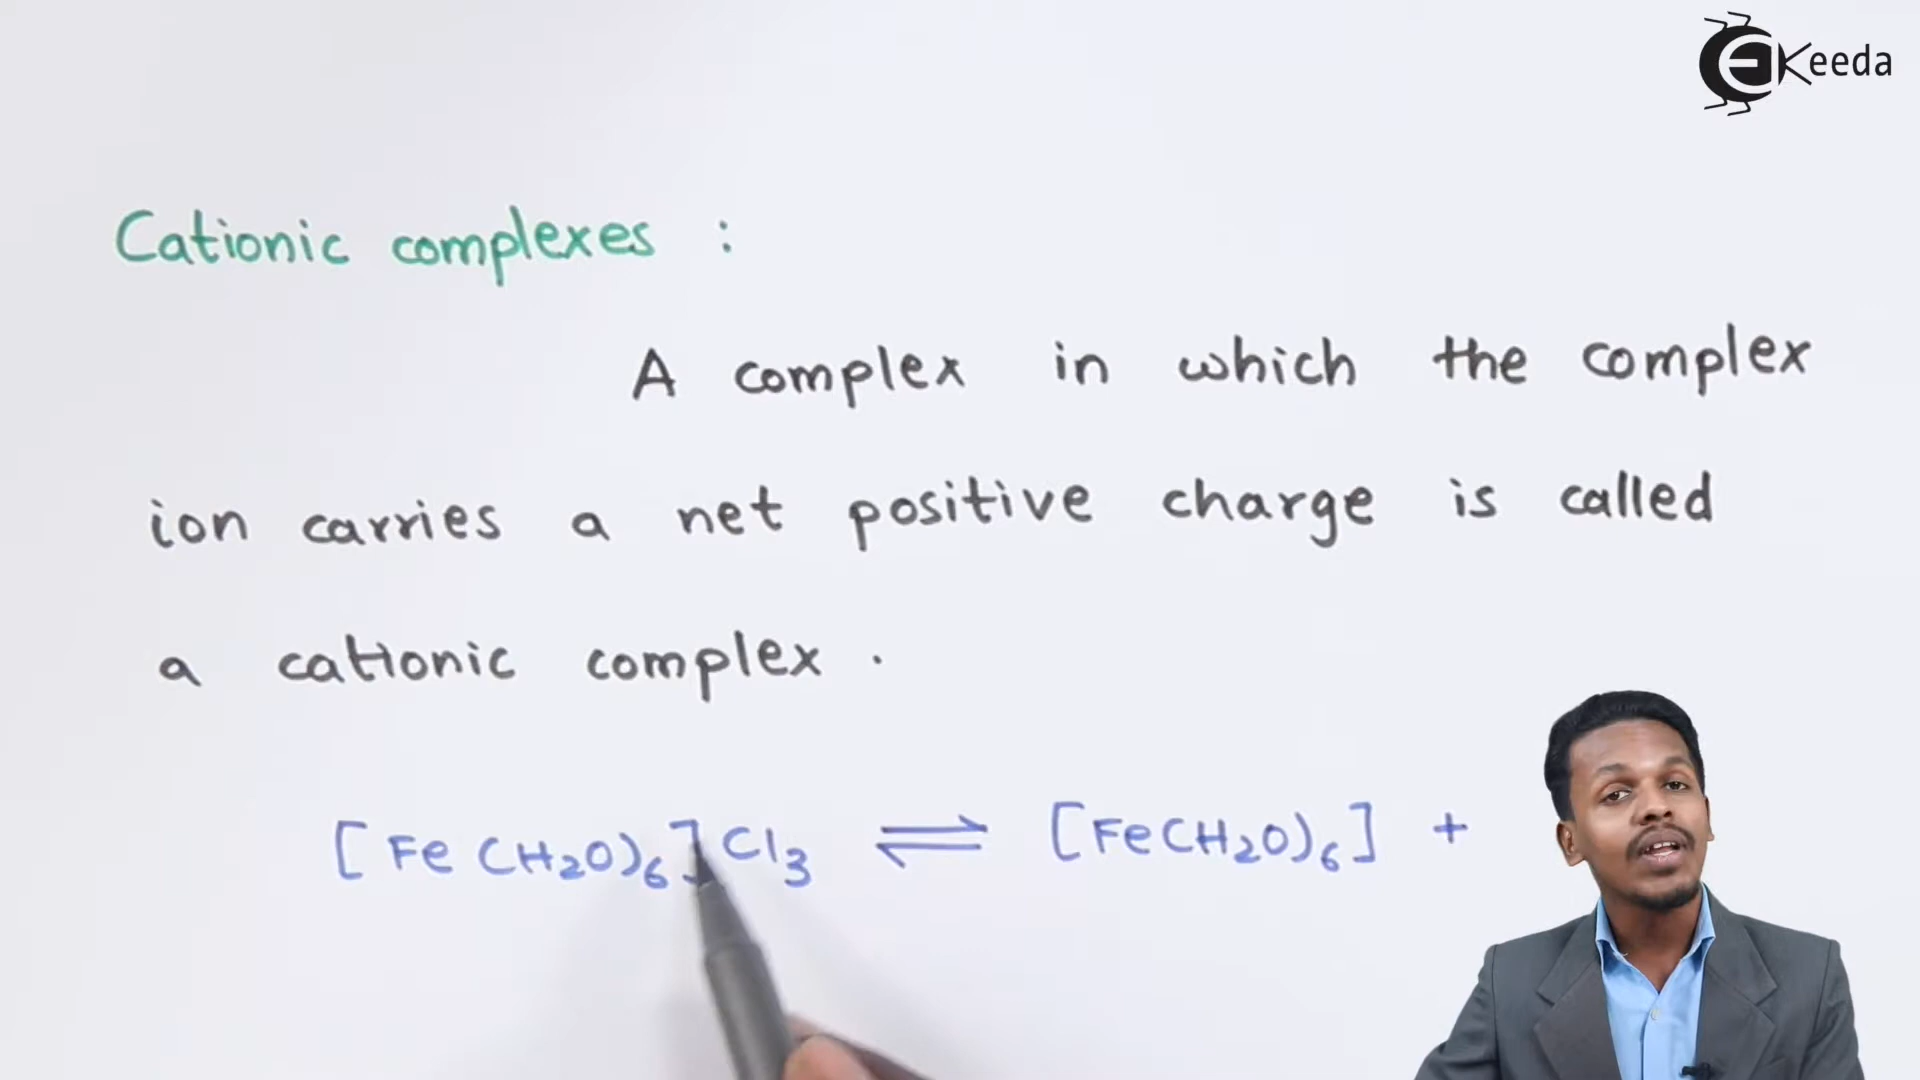 EKeeda
Cationic complexes :
A complex in which the complex
ion carries a net positive charge is called
a cationic complex .
[Fe(H₂O)₆]Cl₃ ⇌ [Fe(H₂O)₆] +